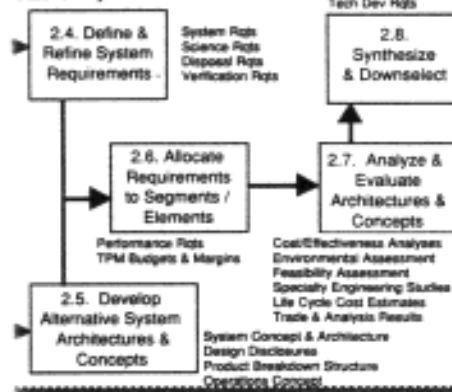 Tech Dev Rqts
2.4. Define &
Refine System
Requirements
System Rqts
Science Rqts
Disposal Rqts
Verification Rqts
2.8.
Synthesize
& Downselect
2.6. Allocate
Requirements
to Segments /
Elements
2.7. Analyze &
Evaluate
Architectures &
Concepts
Performance Rqts
TPM Budgets & Margins
Cost/Effectiveness Analyses
Environmental Assessment
Feasibility Assessment
Specialty Engineering Studies
Life Cycle Cost Estimates
Trade & Analysis Results
2.5. Develop
Alternative System
Architectures &
Concepts
System Concept & Architecture
Design Disclosures
Product Breakdown Structure
Operations Concept